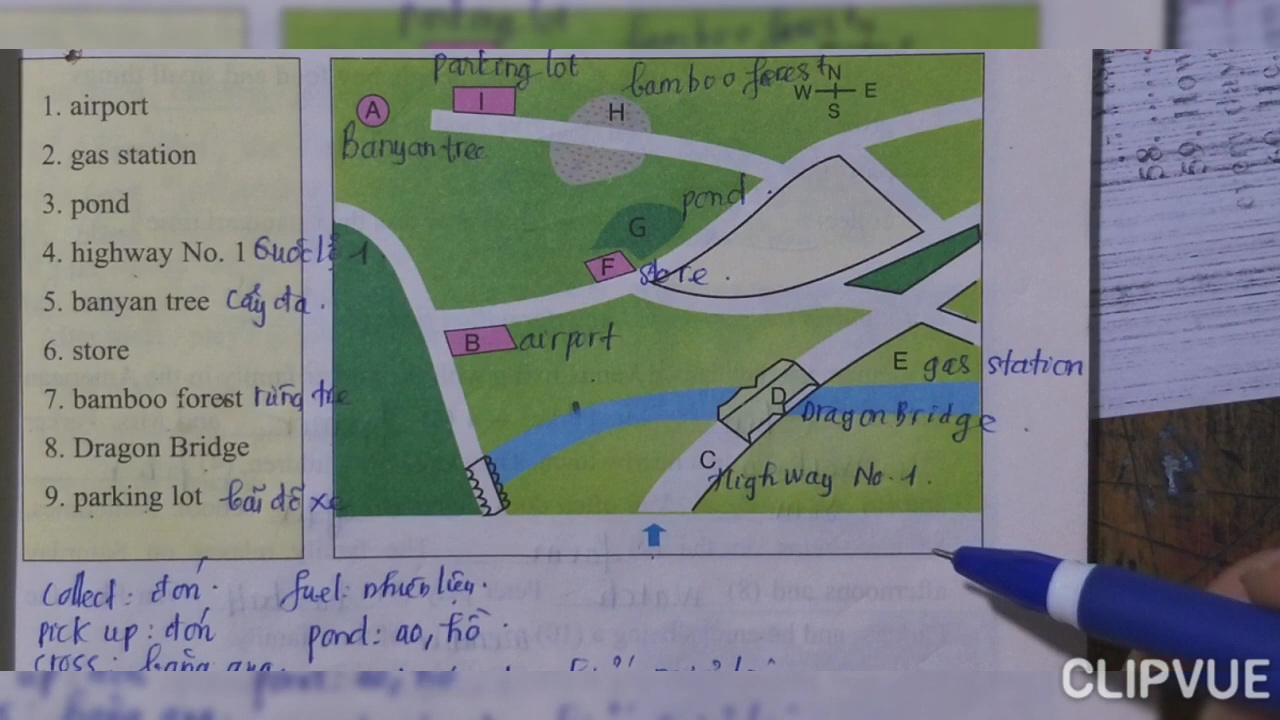 1. airport
2. gas station
3. pond
4. highway No. 1 Quốc lộ 1
5. banyan tree Cây đa.
6. store
7. bamboo forest rừng tre
8. Dragon Bridge
9. parking lot bãi đỗ xe
Parking lot
bamboo forest
N
W E
S
A
I
H
Banyan tree
pond
G
F store.
B airport
E gas station
D Dragon Bridge
C Highway No. 1.
collect: đón. fuel: nhiên liệu.
pick up: đón pond: ao, hồ.
cross:
58.
59.
CLIPVUE